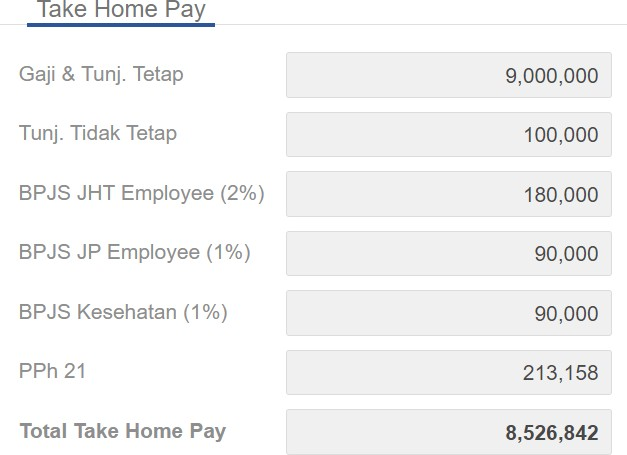 Take Home Pay
Gaji & Tunj. Tetap 9,000,000
Tunj. Tidak Tetap 100,000
BPJS JHT Employee (2%) 180,000
BPJS JP Employee (1%) 90,000
BPJS Kesehatan (1%) 90,000
PPh 21 213,158
Total Take Home Pay 8,526,842